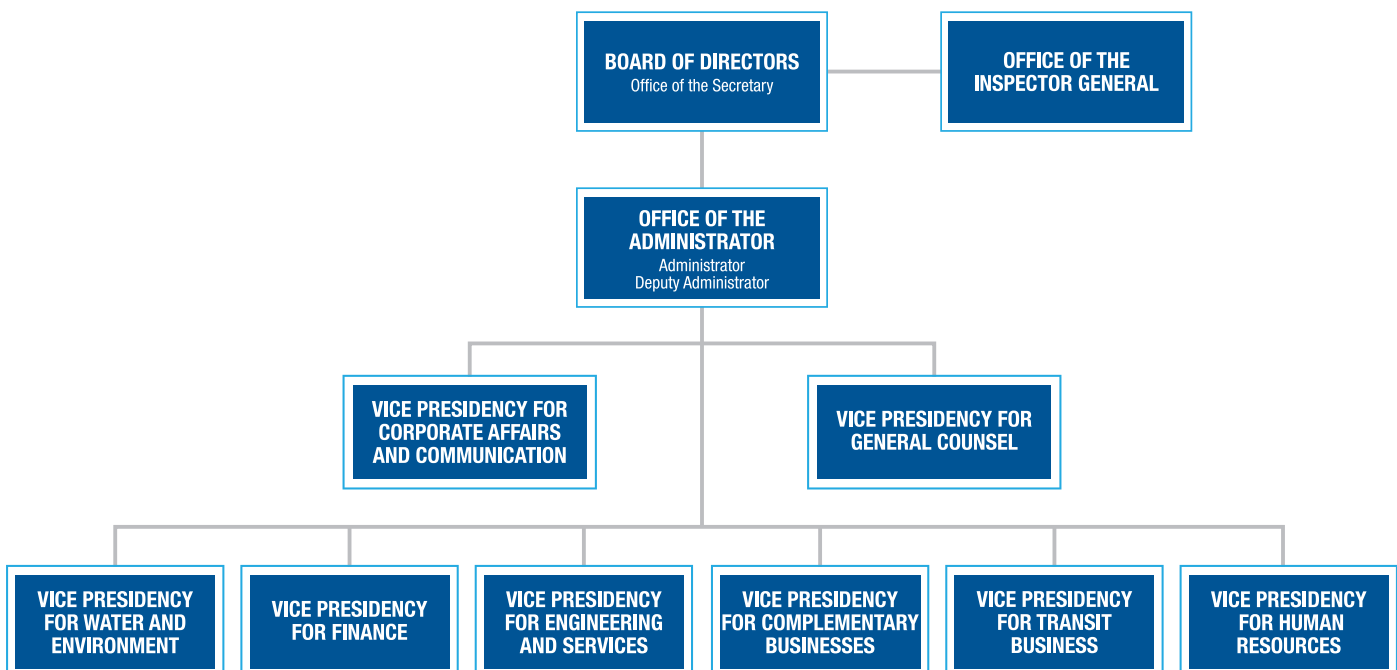 BOARD OF DIRECTORS
Office of the Secretary
OFFICE OF THE
INSPECTOR GENERAL
OFFICE OF THE
ADMINISTRATOR
Administrator
Deputy Administrator
VICE PRESIDENCY FOR
CORPORATE AFFAIRS
AND COMMUNICATION
VICE PRESIDENCY FOR
GENERAL COUNSEL
VICE PRESIDENCY
FOR WATER AND
ENVIRONMENT
VICE PRESIDENCY
FOR FINANCE
VICE PRESIDENCY
FOR ENGINEERING
AND SERVICES
VICE PRESIDENCY
FOR COMPLEMENTARY
BUSINESSES
VICE PRESIDENCY
FOR TRANSIT
BUSINESS
VICE PRESIDENCY
FOR HUMAN
RESOURCES